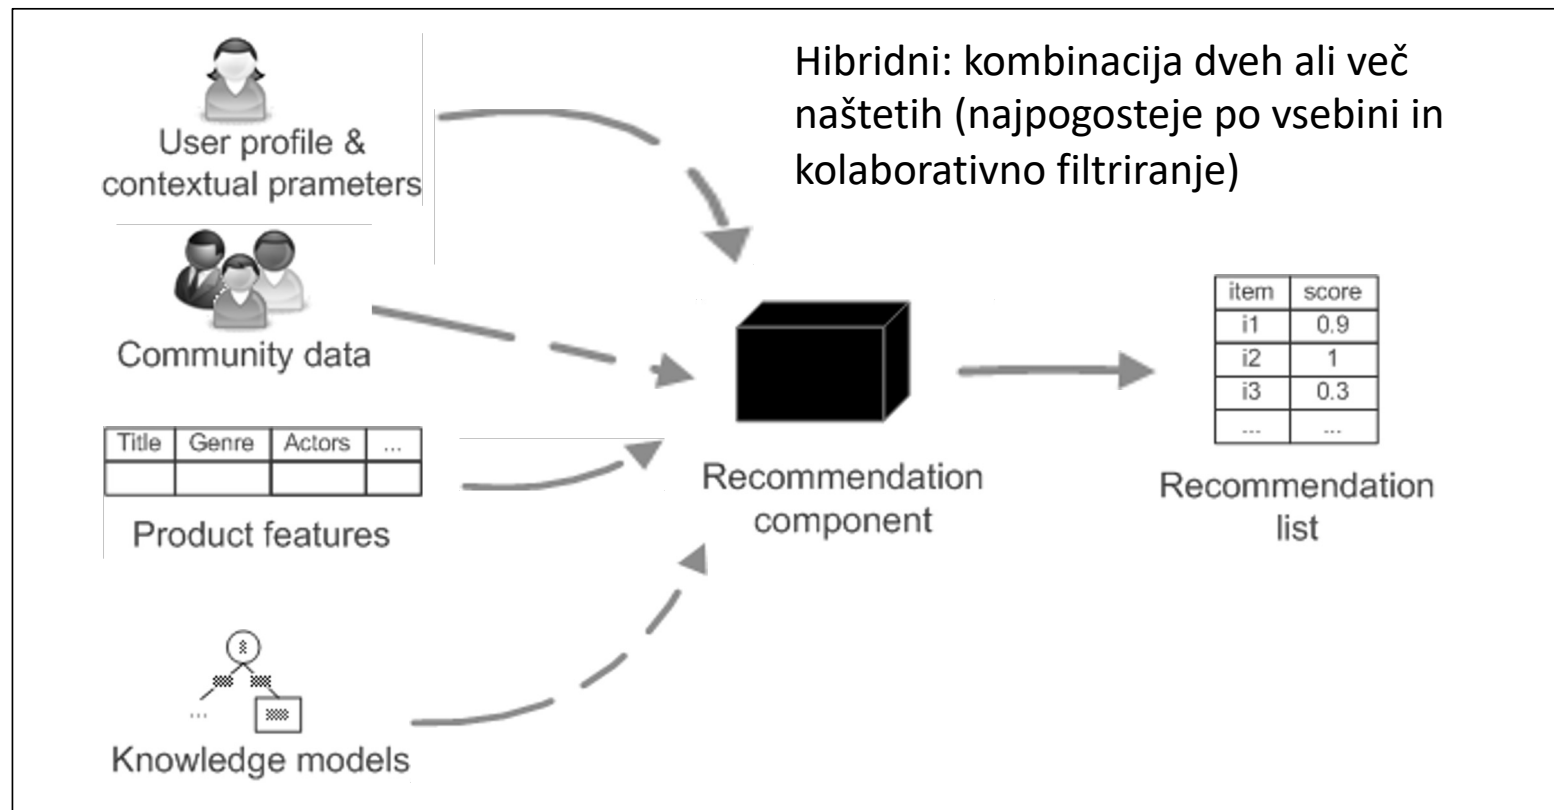 Hibridni: kombinacija dveh ali več
naštetih (najpogosteje po vsebini in
kolaborativno filtriranje)
User profile &
contextual prameters
Community data
Title Genre Actors ...
Product features
Knowledge models
...
Recommendation
component
item score
i1 0.9
i2 1
i3 0.3
... ...
Recommendation
list